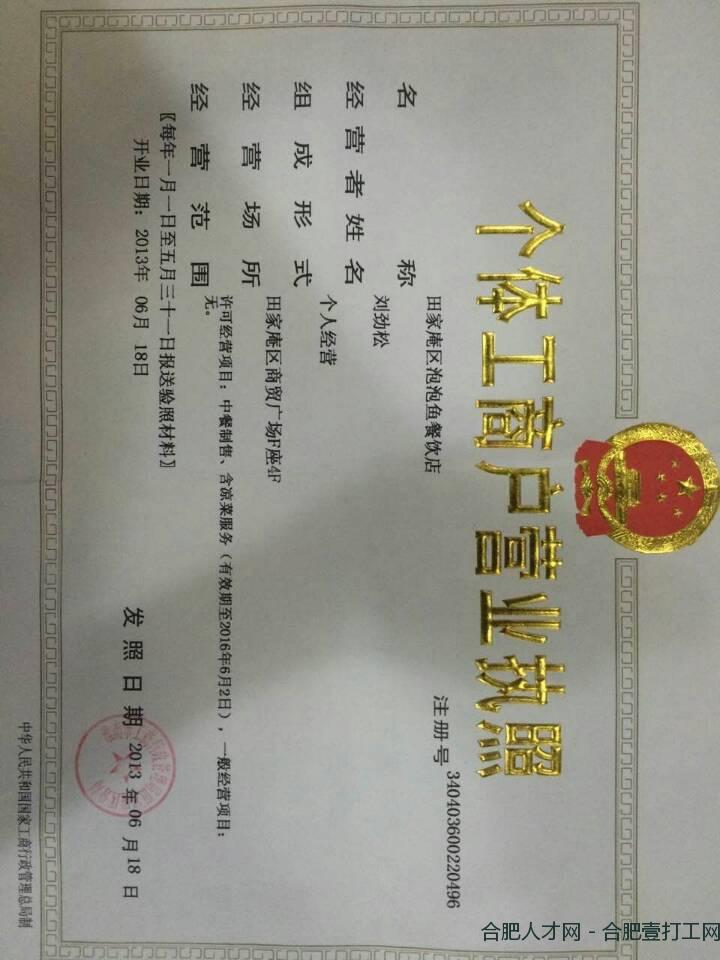 个体工商户营业执照
注册号 340403600220496
名称 田家庵区泡泡鱼餐饮店
经营者姓名 刘劲松
组成形式 个人经营
经营场所 田家庵区商贸广场F座4F
经营范围 许可经营项目：中餐制售、含凉菜服务（有效期至2016年6月2日），一般经营项目：
无。
〖每年一月一日至五月三十一日报送验照材料〗
开业日期：2013年 06月 18日
发照日期 2013 年 06 月 18 日
中华人民共和国国家工商行政管理总局制
合肥人才网 - 合肥壹打工网